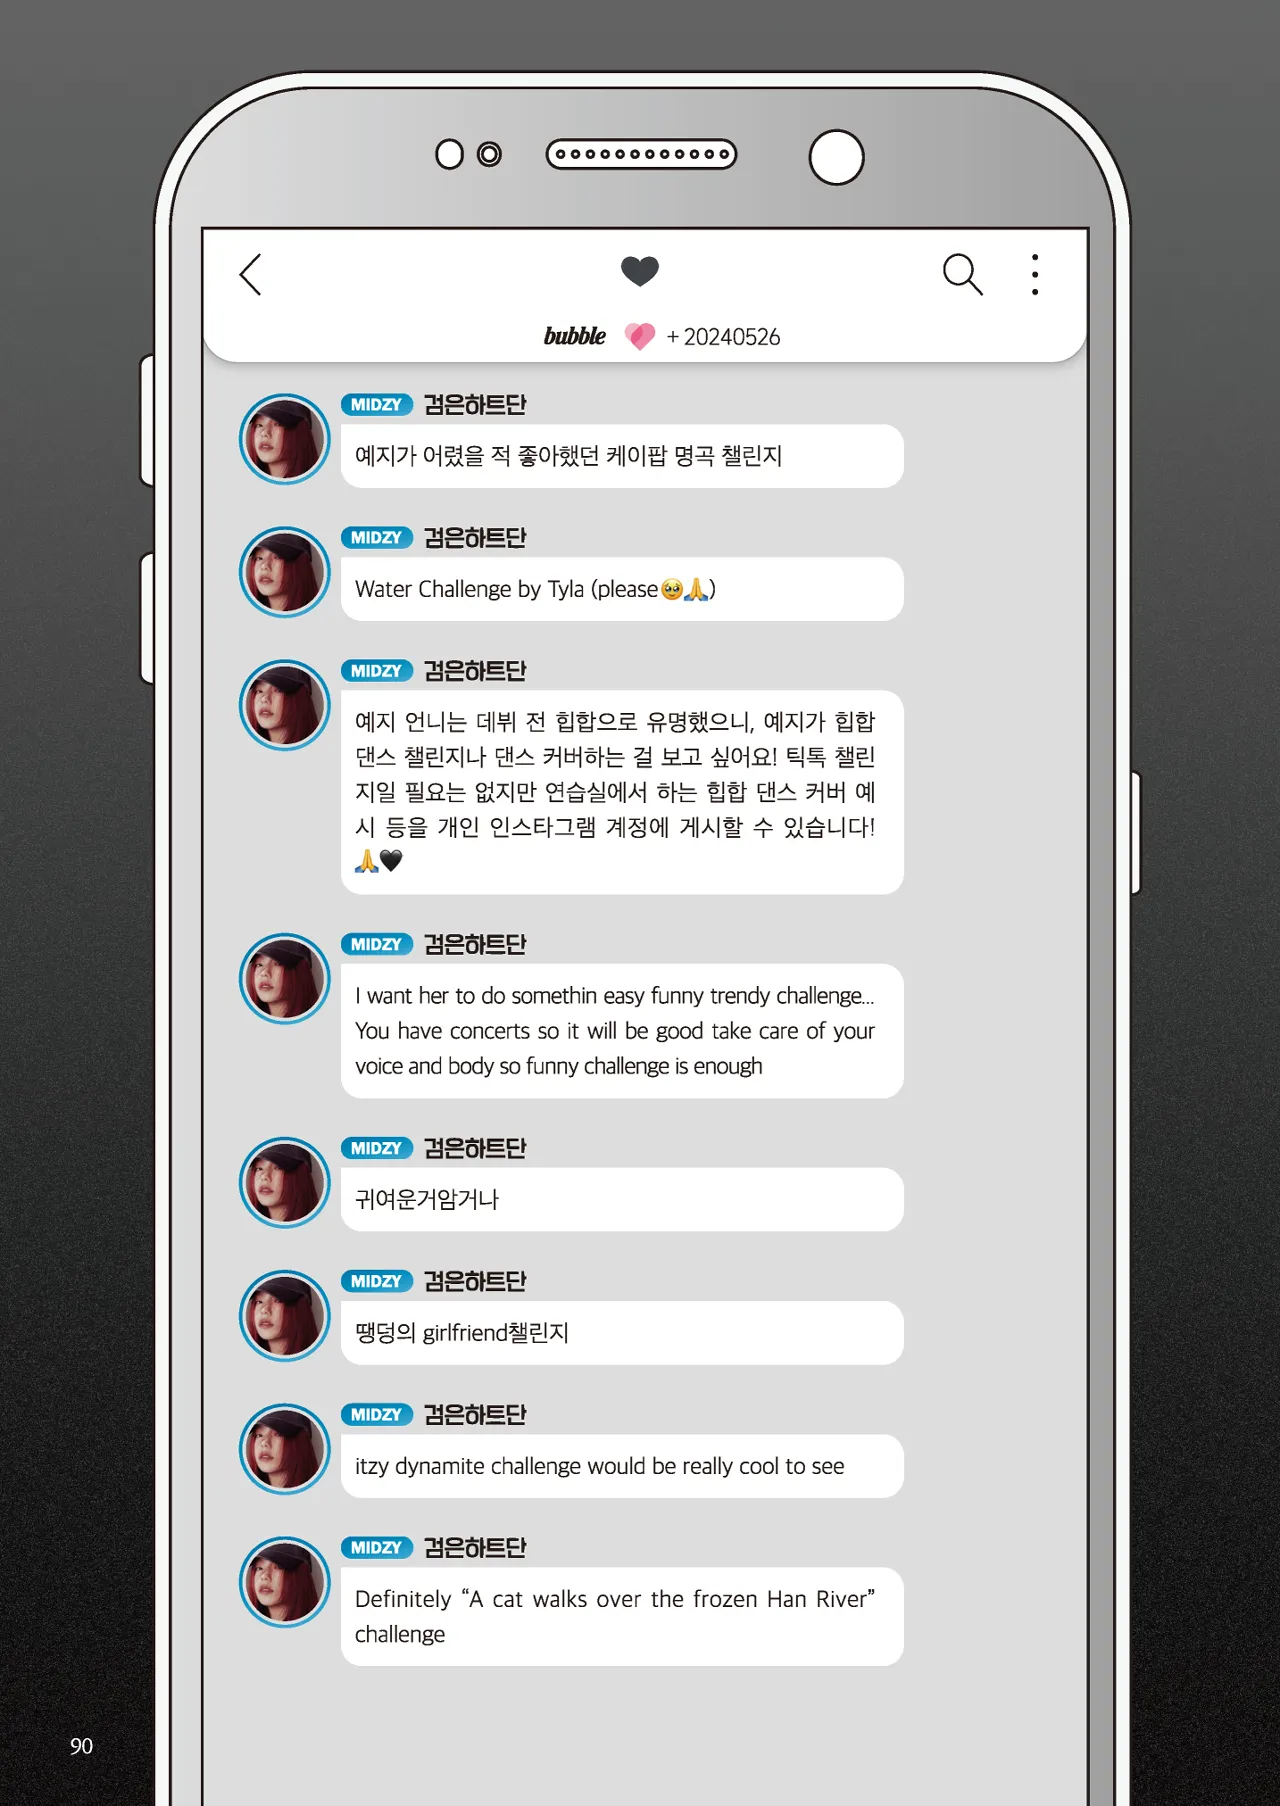 bubble + 20240526
MIDZY 검은하트단
예지가 어렸을 적 좋아했던 케이팝 명곡 챌린지
MIDZY 검은하트단
Water Challenge by Tyla (please🥹🙏)
MIDZY 검은하트단
예지 언니는 데뷔 전 힙합으로 유명했으니, 예지가 힙합
댄스 챌린지나 댄스 커버하는 걸 보고 싶어요! 틱톡 챌린
지일 필요는 없지만 연습실에서 하는 힙합 댄스 커버 예
시 등을 개인 인스타그램 계정에 게시할 수 있습니다!
🙏🖤
MIDZY 검은하트단
I want her to do somethin easy funny trendy challenge...
You have concerts so it will be good take care of your
voice and body so funny challenge is enough
MIDZY 검은하트단
귀여운거암거나
MIDZY 검은하트단
땡덩의 girlfriend챌린지
MIDZY 검은하트단
itzy dynamite challenge would be really cool to see
MIDZY 검은하트단
Definitely “A cat walks over the frozen Han River”
challenge
90